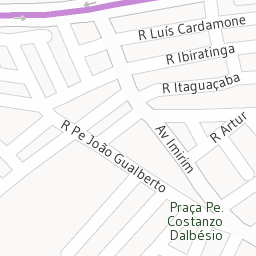 R Luís Cardamone
R Ibiratinga
R Itaguaçaba
R Artur
Av Imirim
R Pe João Gualberto
Praça Pe.
Costanzo
Dalbésio